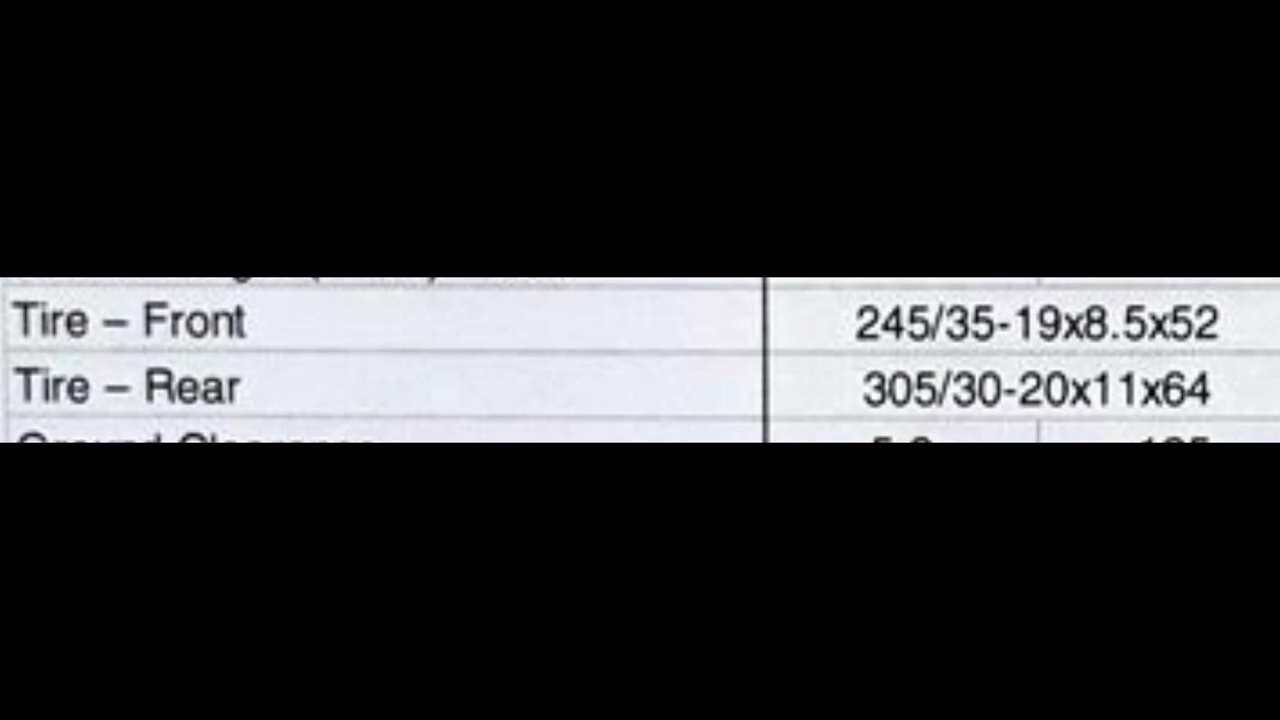 Tire – Front 245/35-19x8.5x52
Tire – Rear 305/30-20x11x64